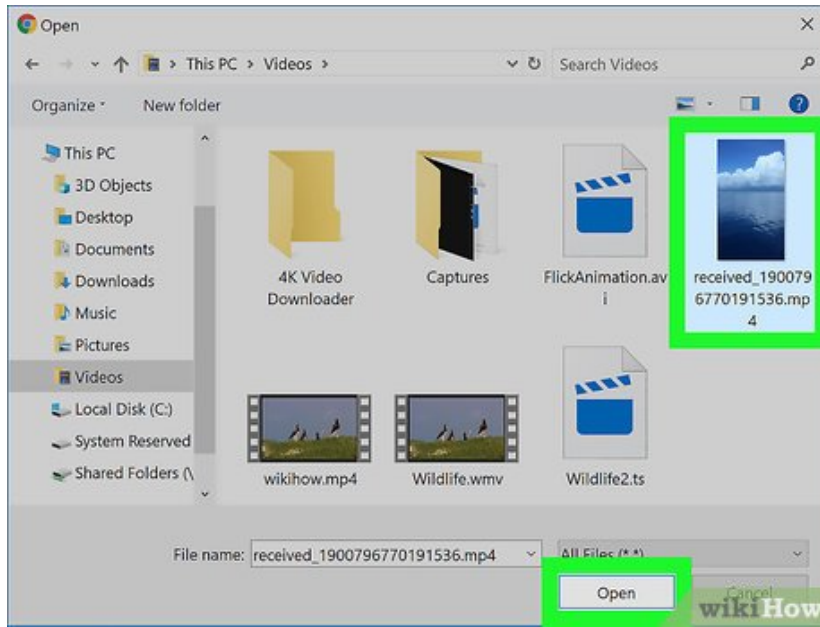 Open
This PC > Videos >
Search Videos
Organize
New folder
This PC
3D Objects
Desktop
Documents
Downloads
Music
Pictures
Videos
Local Disk (C:)
System Reserved
Shared Folders (\
4K Video
Downloader
Captures
FlickAnimation.av
i
received_190079
6770191536.mp
4
wikihow.mp4
Wildlife.wmv
Wildlife2.ts
File name:
received_1900796770191536.mp4
All Files (*.*)
Open
Cancel
wikiHow